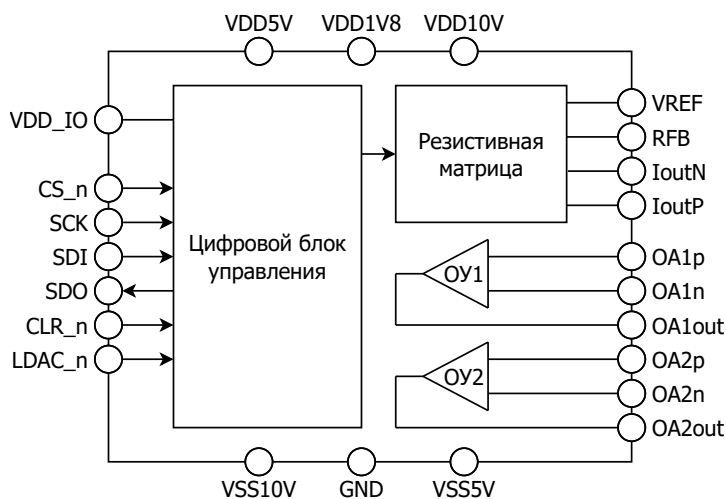 VDD5V VDD1V8 VDD10V
VDD_IO
CS_n
SCK
SDI
SDO
CLR_n
LDAC_n
Цифровой блок
управления
Резистивная
матрица
VREF
RFB
IoutN
IoutP
ОУ1
OA1p
OA1n
OA1out
ОУ2
OA2p
OA2n
OA2out
VSS10V GND VSS5V